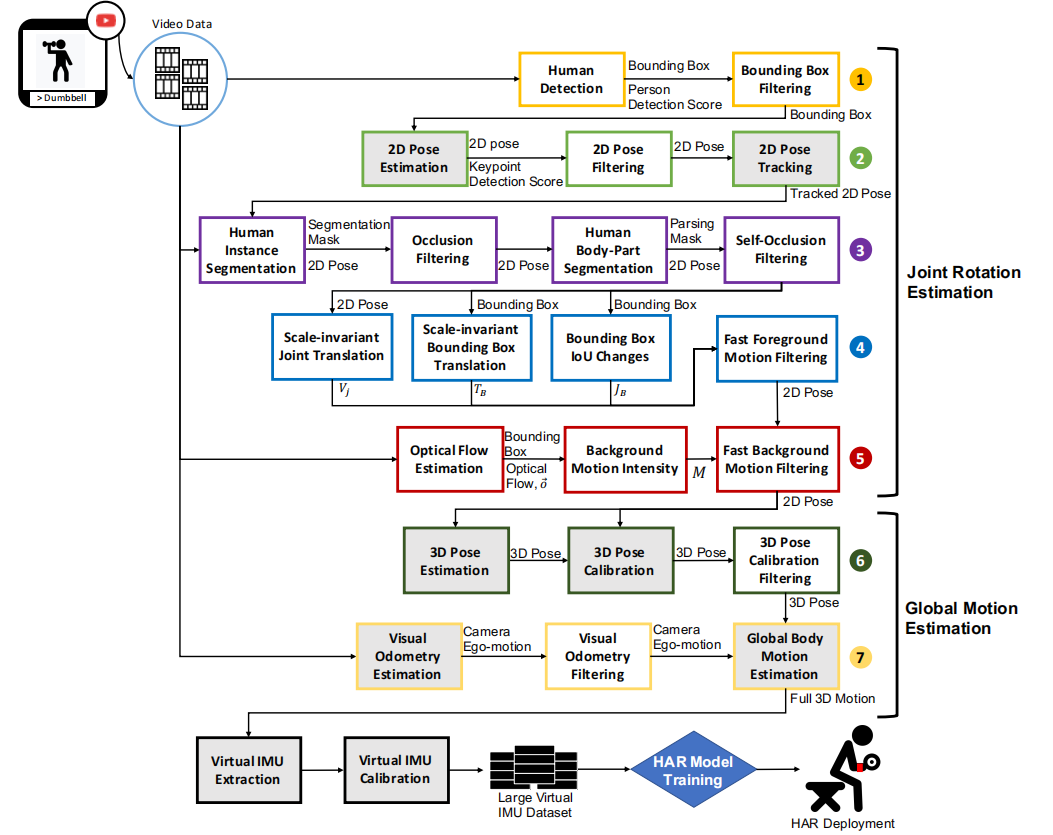 Video Data
> Dumbbell
Human
Detection
Bounding Box
Person
Detection Score
Bounding Box
Filtering
1
Bounding Box
2D Pose
Estimation
2D pose
Keypoint
Detection Score
2D Pose
Filtering
2D Pose
2D Pose
Tracking
2
Tracked 2D Pose
Human
Instance
Segmentation
Segmentation
Mask
2D Pose
Occlusion
Filtering
2D Pose
Human
Body-Part
Segmentation
Parsing
Mask
2D Pose
Self-Occlusion
Filtering
3
Joint Rotation
Estimation
2D Pose
Bounding Box
Bounding Box
Scale-invariant
Joint Translation
Scale-invariant
Bounding Box
Translation
Bounding Box
IoU Changes
Fast Foreground
Motion Filtering
4
V_j
T_B
J_B
2D Pose
Optical Flow
Estimation
Bounding
Box
Optical
Flow, o⃗
Background
Motion Intensity
M
Fast Background
Motion Filtering
5
2D Pose
3D Pose
Estimation
3D Pose
3D Pose
Calibration
3D Pose
3D Pose
Calibration
Filtering
6
3D Pose
Global Motion
Estimation
Visual
Odometry
Estimation
Camera
Ego-motion
Visual
Odometry
Filtering
Camera
Ego-motion
Global Body
Motion
Estimation
7
Full 3D Motion
Virtual IMU
Extraction
Virtual IMU
Calibration
Large Virtual
IMU Dataset
HAR Model
Training
HAR Deployment